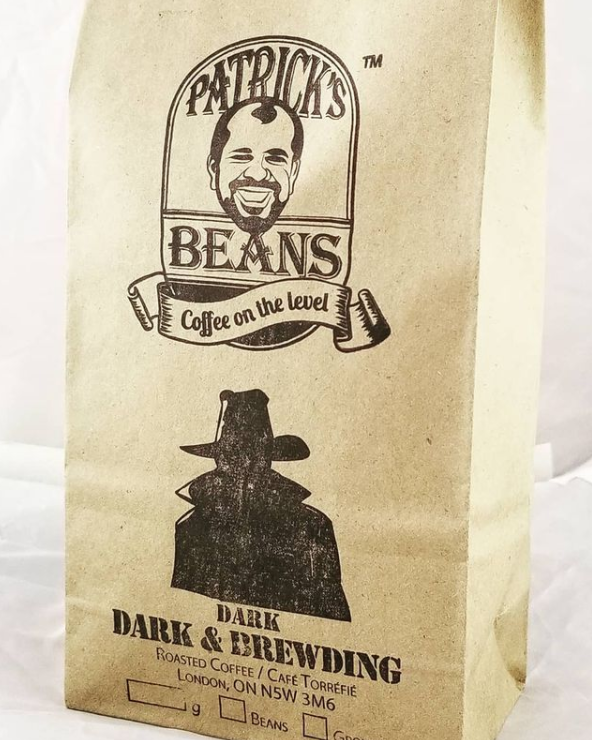 PATRICK'S TM
BEANS
Coffee on the level
DARK
DARK & BREWDING
ROASTED COFFEE / CAFÉ TORRÉFIÉ
LONDON, ON N5W 3M6
g BEANS